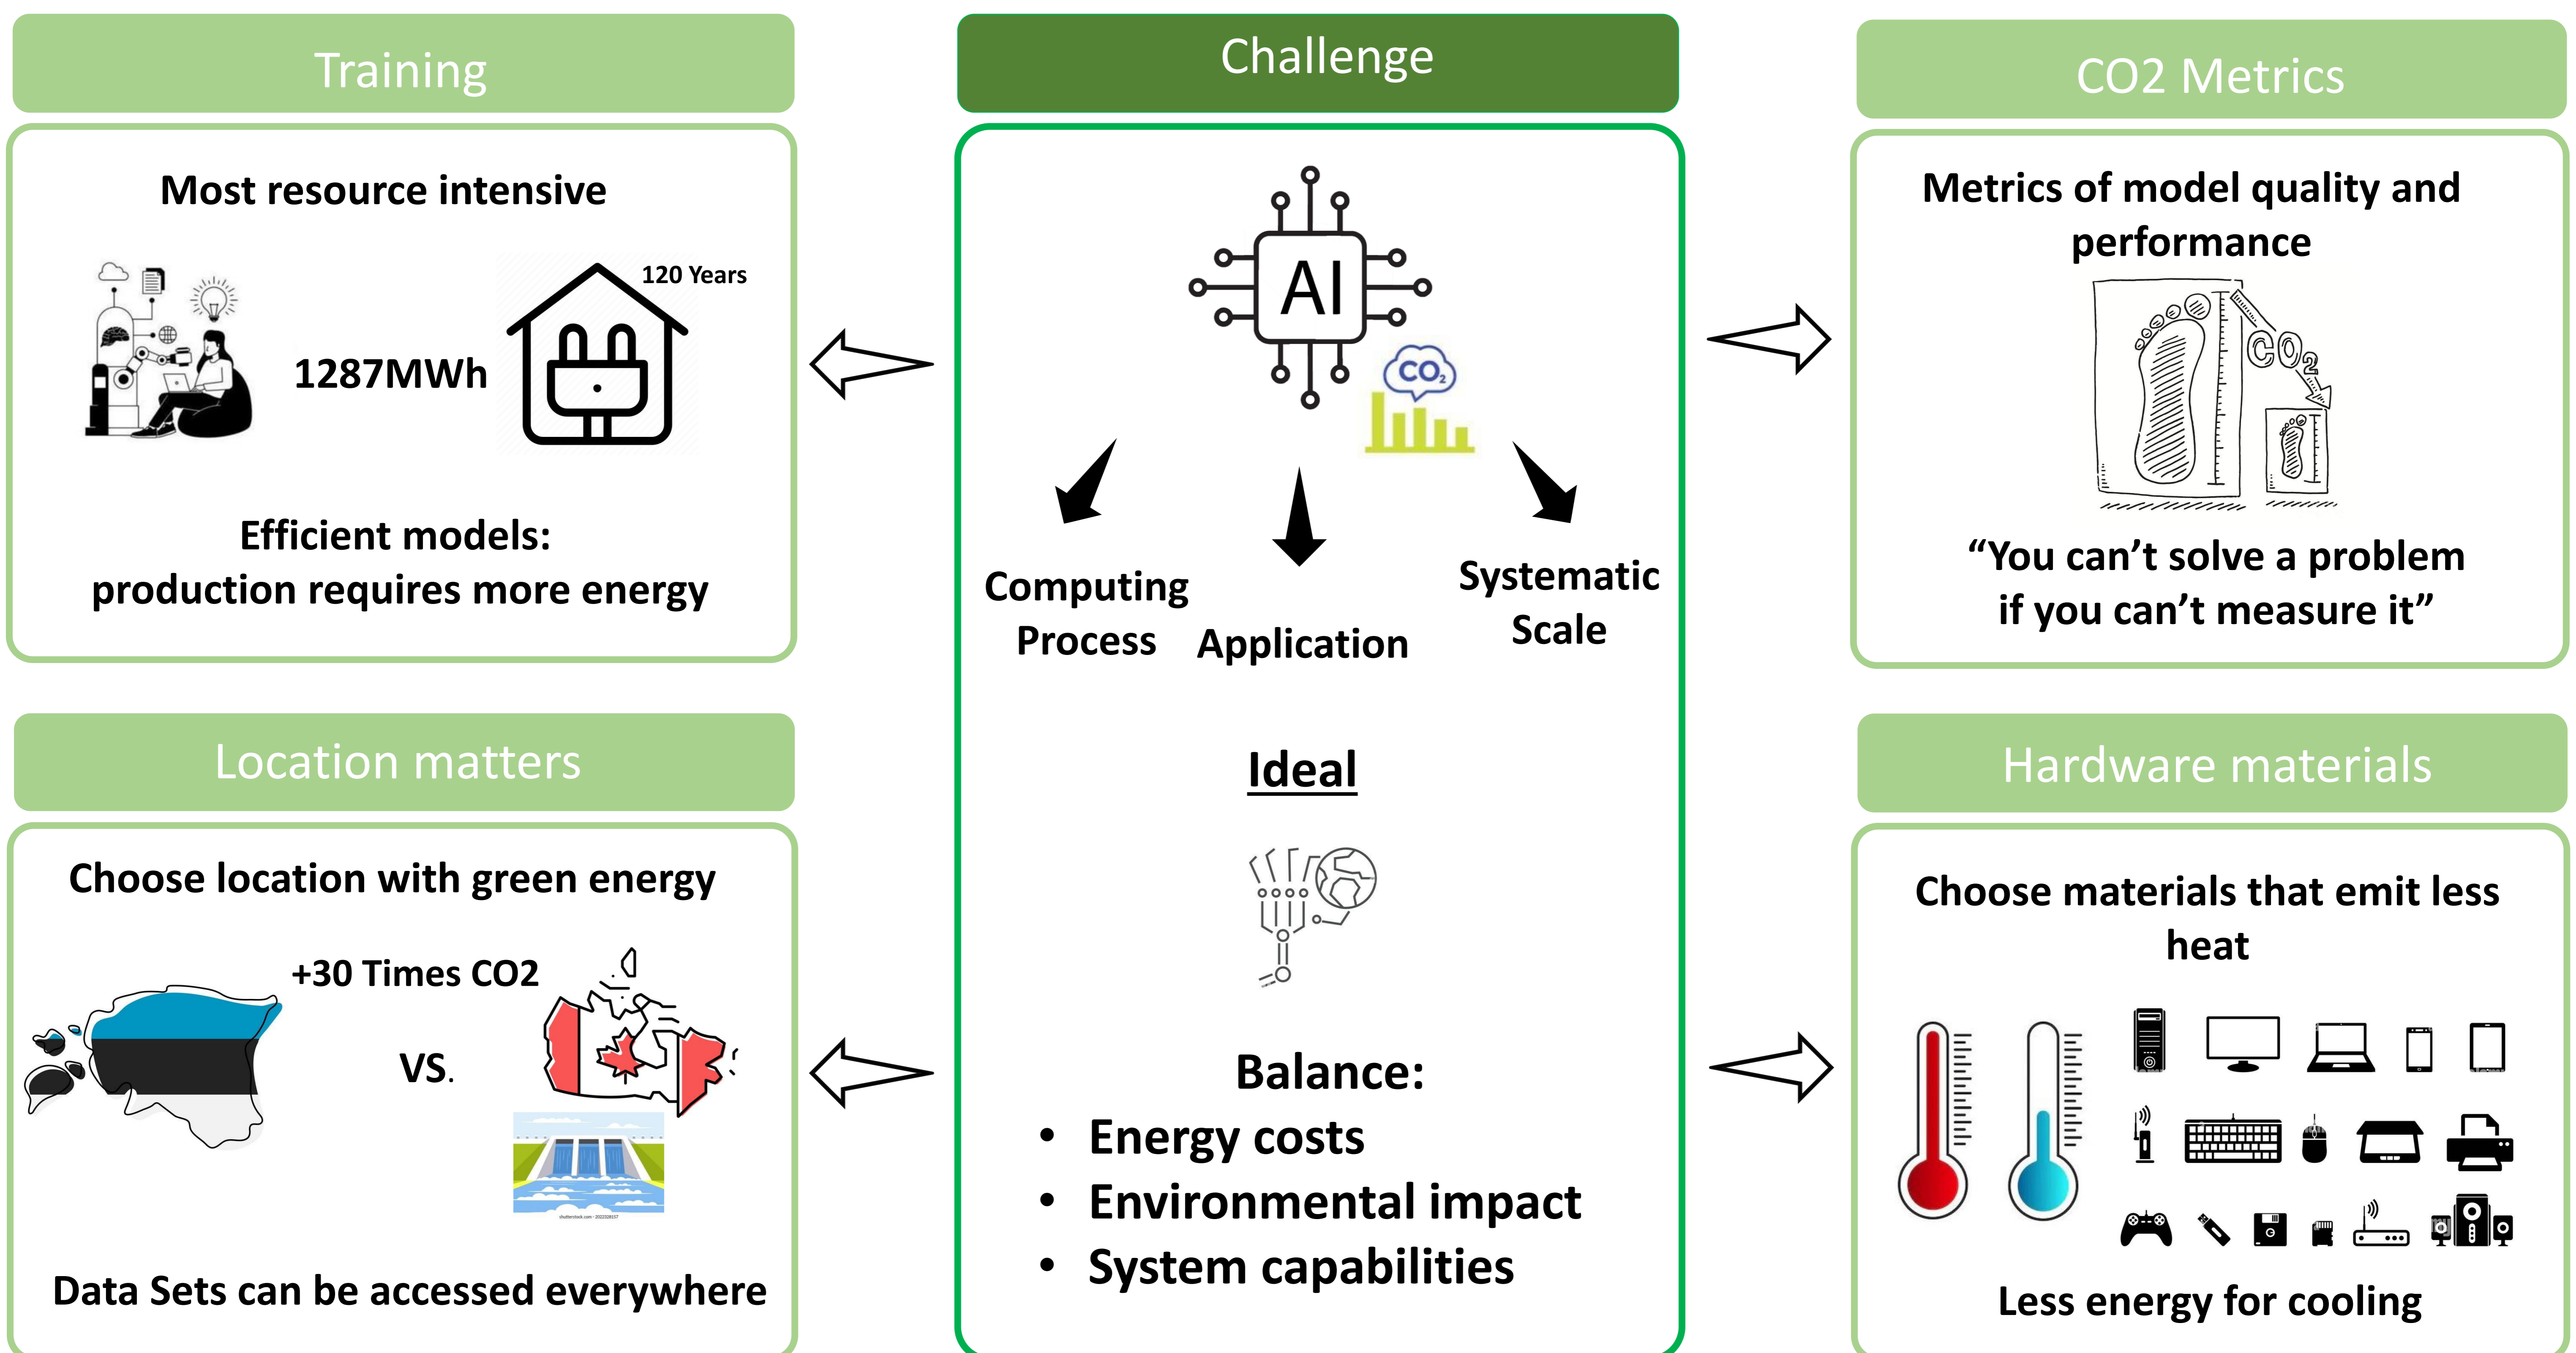 Training
Most resource intensive
120 Years
1287MWh
Efficient models:
production requires more energy
Location matters
Choose location with green energy
+30 Times CO2
VS.
Data Sets can be accessed everywhere
Challenge
AI
CO₂
Computing
Process
Application
Systematic
Scale
Ideal
Balance:
• Energy costs
• Environmental impact
• System capabilities
CO2 Metrics
Metrics of model quality and
performance
CO₂
“You can’t solve a problem
if you can’t measure it”
Hardware materials
Choose materials that emit less
heat
Less energy for cooling